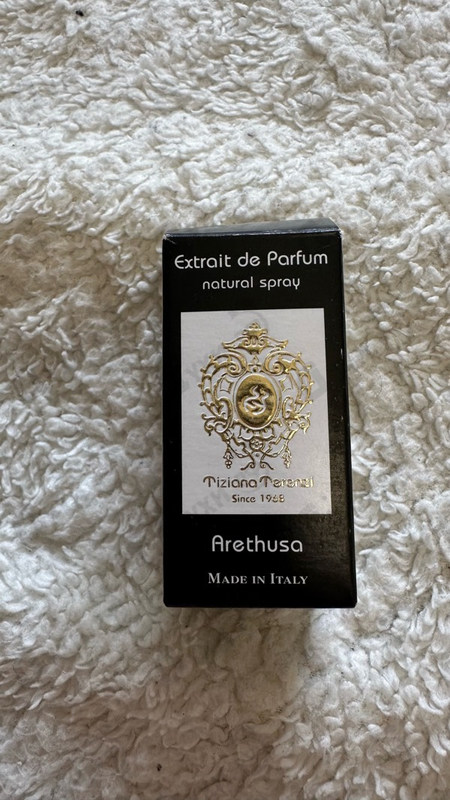 Extrait de Parfum
natural spray
Tiziana Terenzi
Since 1968
Arethusa
MADE IN ITALY